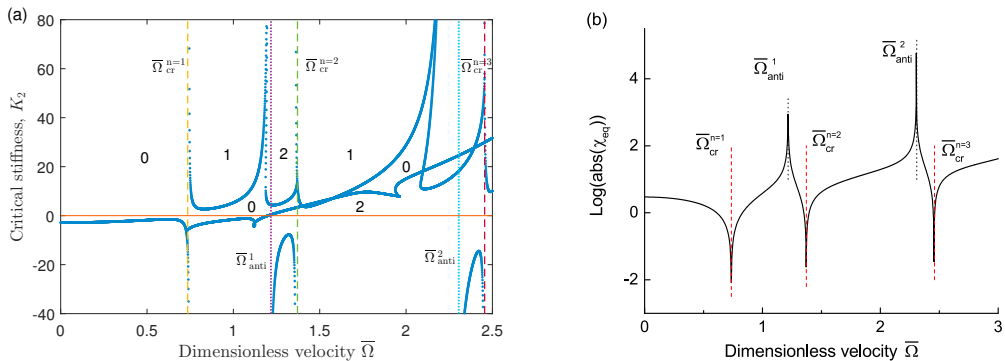 (a)
80
60
40
20
0
-20
-40
0
0.5
1
1.5
2
2.5
Critical stiffness, K₂
Dimensionless velocity Ω̅
Ω̅ₙ₌₁ cr
Ω̅ n=2 cr
Ω̅ n=3 cr
0
1
2
1
0
0
2
Ω̅ 1 anti
Ω̅ 2 anti
(b)
4
2
0
-2
0
1
2
3
Log(abs(χeq))
Dimensionless velocity Ω̅
Ω̅ 1 anti
Ω̅ 2 anti
Ω̅ n=1 cr
Ω̅ n=2 cr
Ω̅ n=3 cr